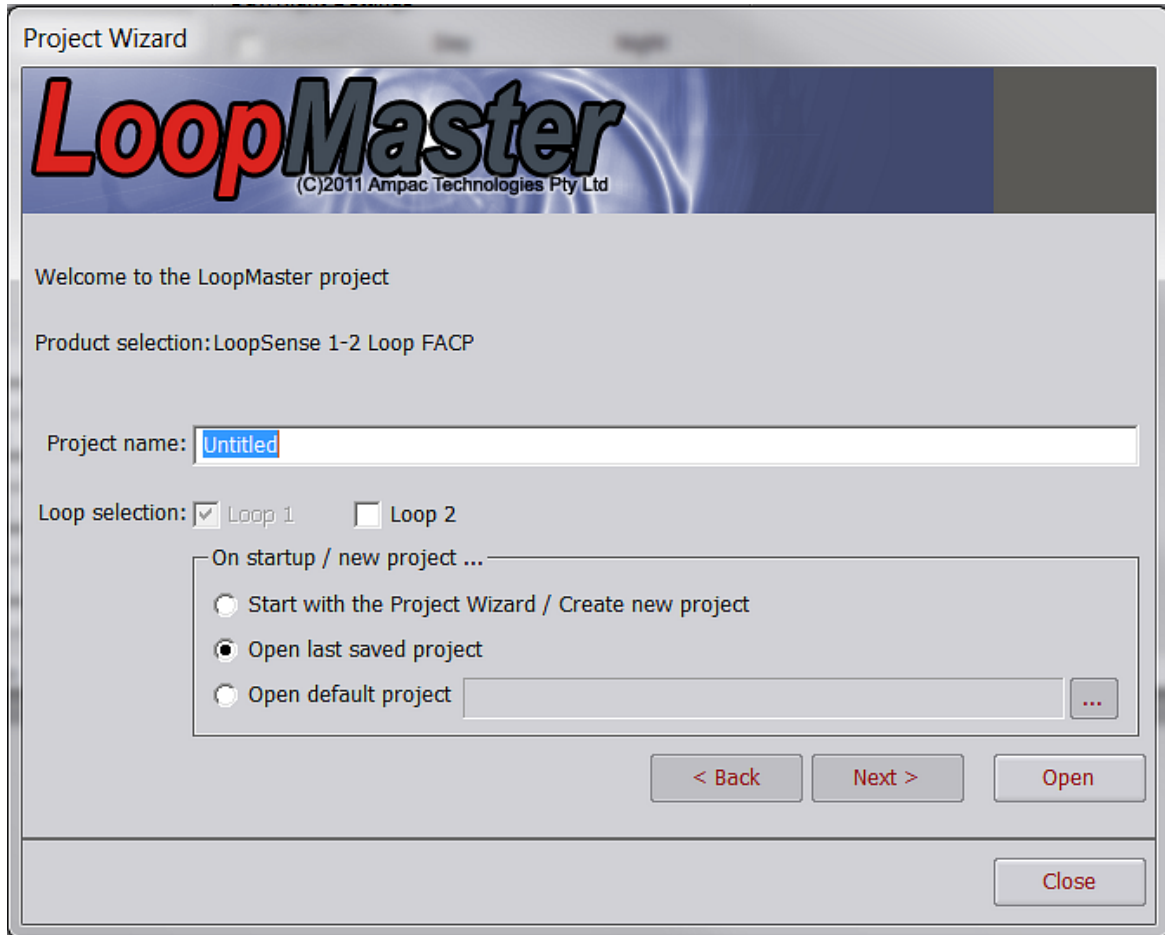 Project Wizard
Day Night
LoopMaster
(C)2011 Ampac Technologies Pty Ltd
Welcome to the LoopMaster project
Product selection:LoopSense 1-2 Loop FACP
Project name: Untitled
Loop selection: Loop 1 Loop 2
On startup / new project ...
Start with the Project Wizard / Create new project
Open last saved project
Open default project ...
< Back Next > Open
Close